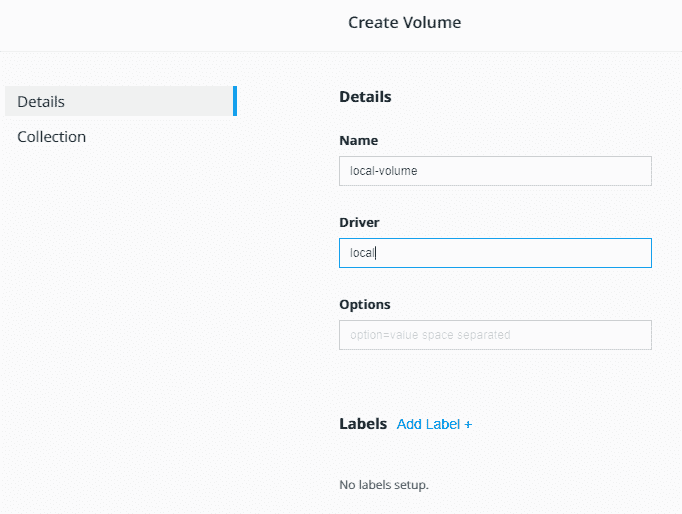 Create Volume
Details
Collection
Details
Name
local-volume
Driver
local
Options
option=value space separated
Labels Add Label +
No labels setup.